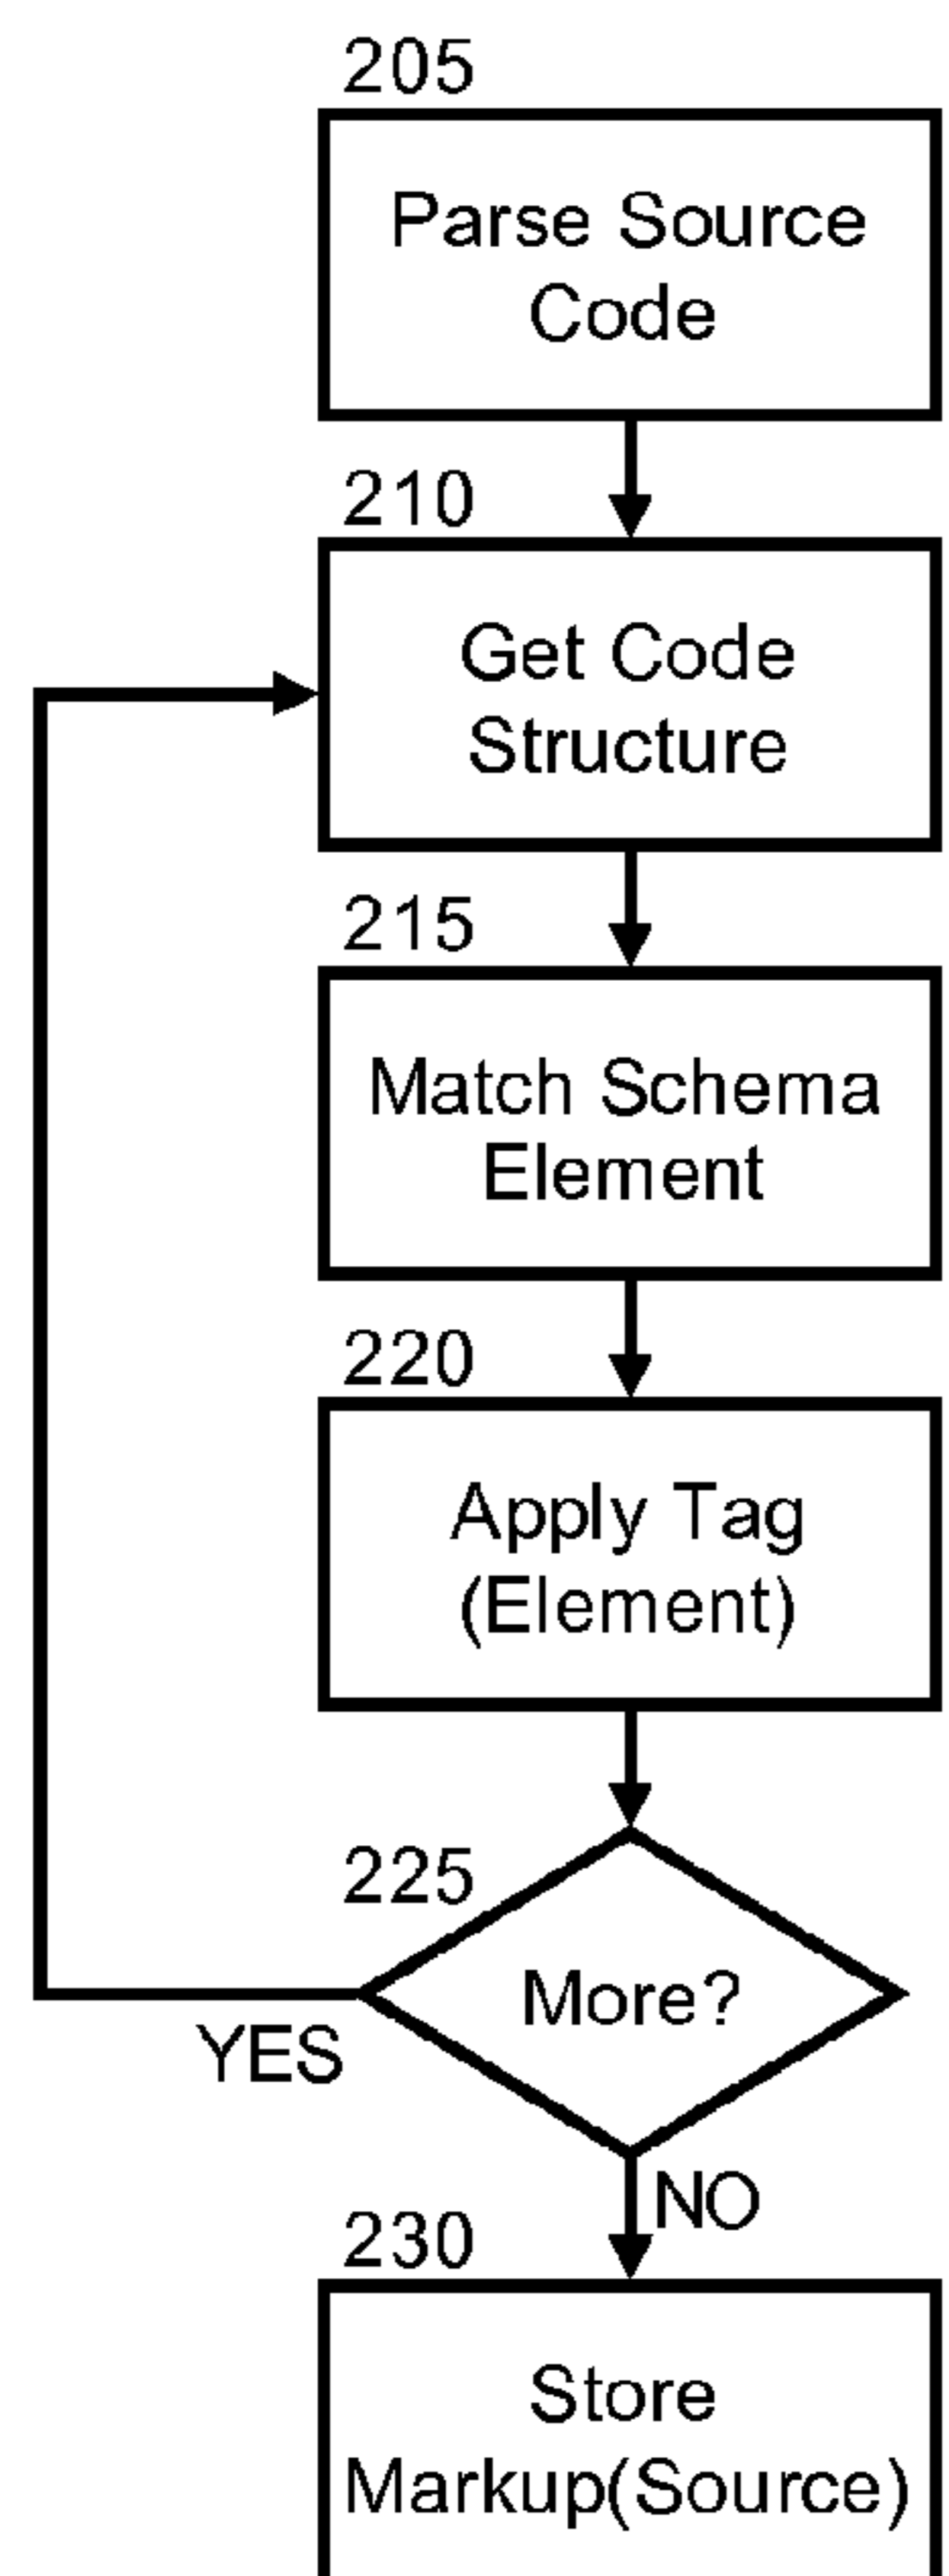 205
Parse Source
Code
210
Get Code
Structure
215
Match Schema
Element
220
Apply Tag
(Element)
225
More?
YES
NO
230
Store
Markup(Source)